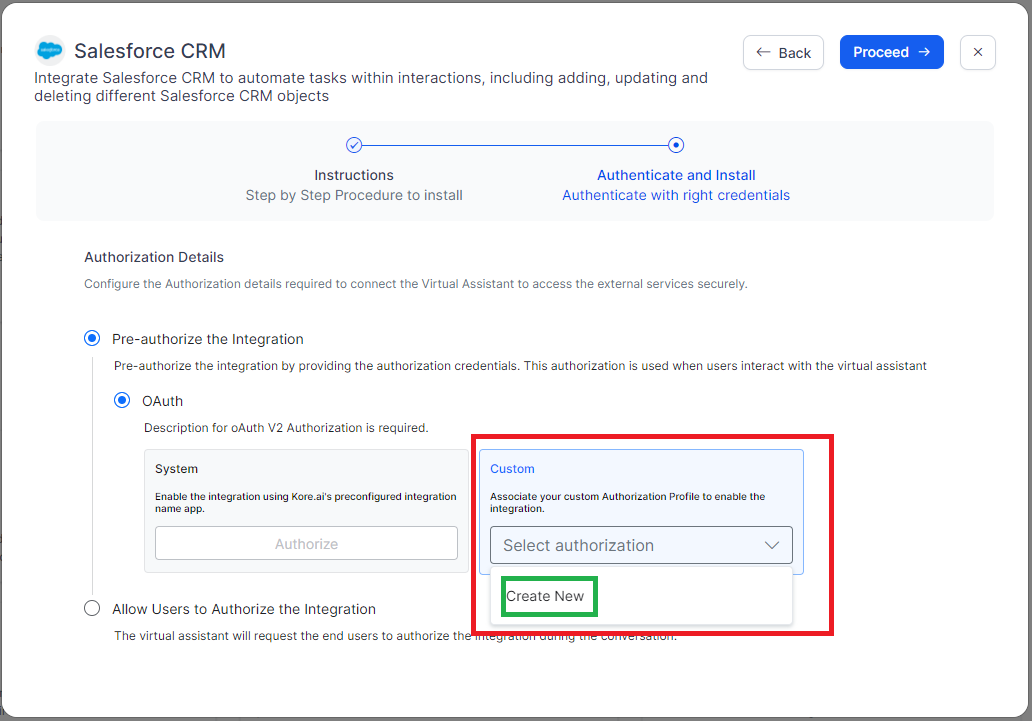 Salesforce CRM
Back
Proceed
Integrate Salesforce CRM to automate tasks within interactions, including adding, updating and
deleting different Salesforce CRM objects
Instructions
Step by Step Procedure to install
Authenticate and Install
Authenticate with right credentials
Authorization Details
Configure the Authorization details required to connect the Virtual Assistant to access the external services securely.
Pre-authorize the Integration
Pre-authorize the integration by providing the authorization credentials. This authorization is used when users interact with the virtual assistant
OAuth
Description for oAuth V2 Authorization is required.
System
Enable the integration using Kore.ai's preconfigured integration
name app.
Authorize
Custom
Associate your custom Authorization Profile to enable the
integration.
Select authorization
Create New
Allow Users to Authorize the Integration
The virtual assistant will request the end users to authorize the integration during the conversation.